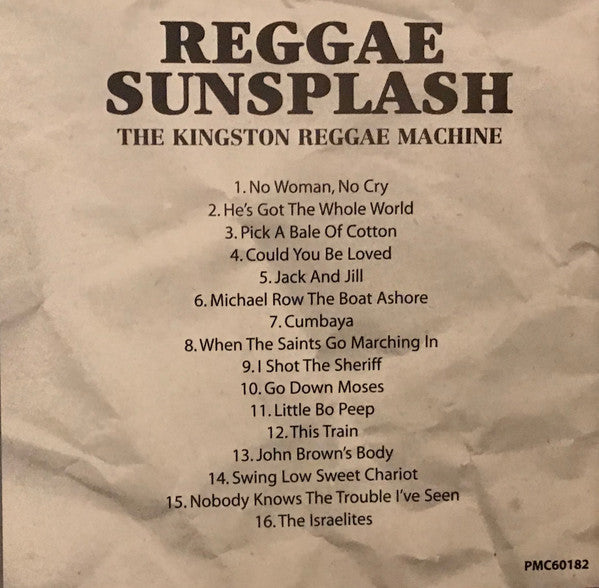 REGGAE
SUNSPLASH
THE KINGSTON REGGAE MACHINE
1. No Woman, No Cry
2. He's Got The Whole World
3. Pick A Bale Of Cotton
4. Could You Be Loved
5. Jack And Jill
6. Michael Row The Boat Ashore
7. Cumbaya
8. When The Saints Go Marching In
9. I Shot The Sheriff
10. Go Down Moses
11. Little Bo Peep
12. This Train
13. John Brown's Body
14. Swing Low Sweet Chariot
15. Nobody Knows The Trouble I've Seen
16. The Israelites
PMC60182